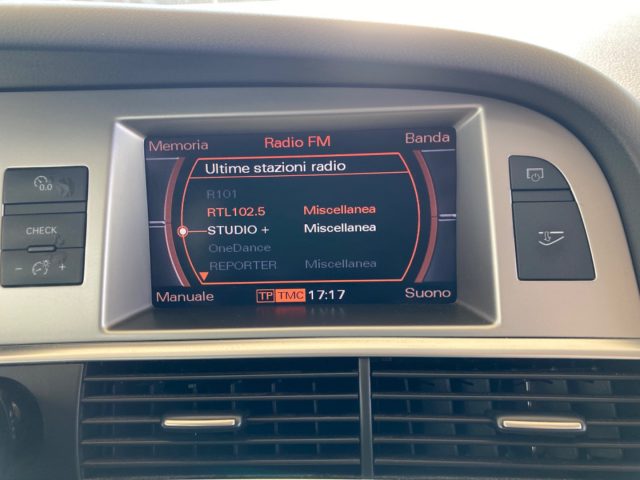 Memoria Radio FM Banda
Ultime stazioni radio
R101
RTL102.5 Miscellanea
STUDIO + Miscellanea
OneDance
REPORTER Miscellanea
Manuale TP TMC 17:17 Suono
0.0
CHECK
- +